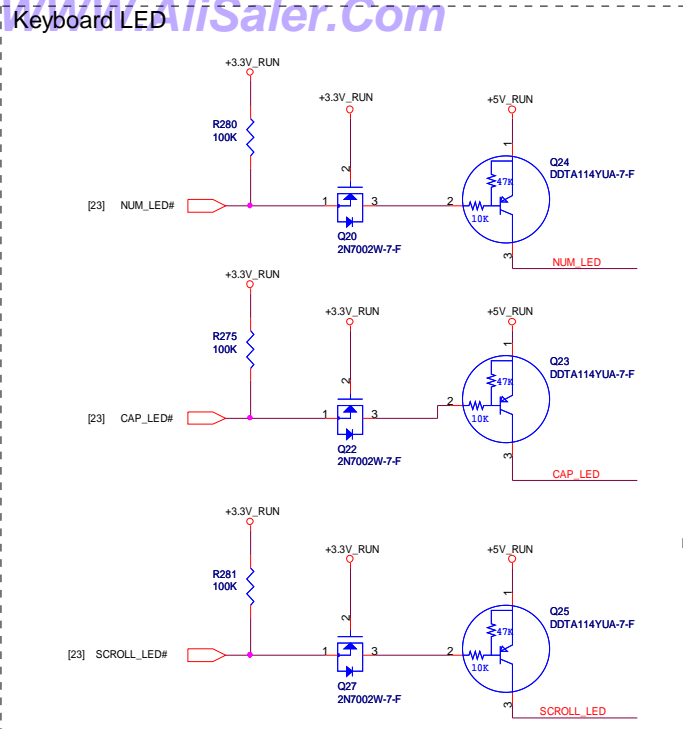 WWW.AliSaler.Com
Keyboard LED
+3.3V_RUN
+3.3V_RUN
+5V_RUN
R280
100K
1
Q24
DDTA114YUA-7-F
2
47K
[23] NUM_LED#
1
3
2
10K
Q20
2N7002W-7-F
3
NUM_LED
+3.3V_RUN
+3.3V_RUN
+5V_RUN
R275
100K
1
Q23
DDTA114YUA-7-F
2
47K
[23] CAP_LED#
1
3
2
10K
Q22
2N7002W-7-F
3
CAP_LED
+3.3V_RUN
+3.3V_RUN
+5V_RUN
R281
100K
1
Q25
DDTA114YUA-7-F
2
47K
[23] SCROLL_LED#
1
3
2
10K
Q27
2N7002W-7-F
3
SCROLL_LED